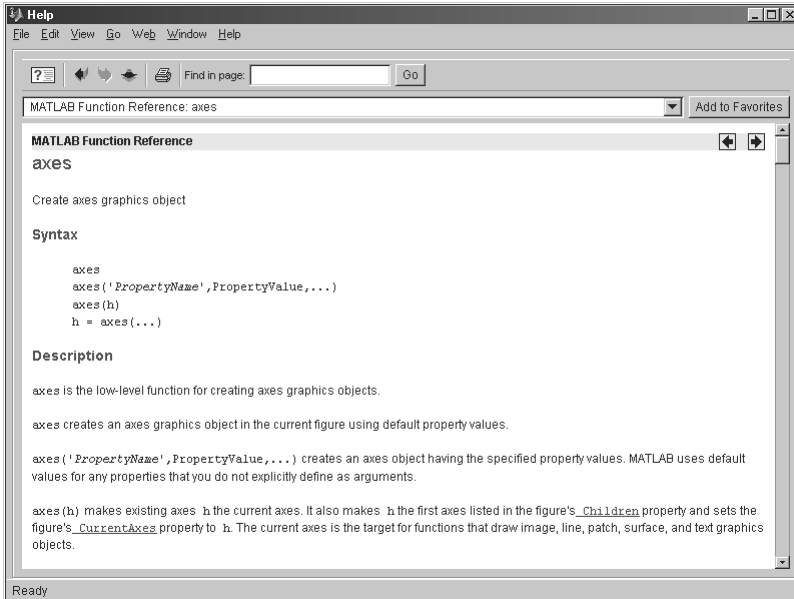 Help
File Edit View Go Web Window Help
Find in page: Go
MATLAB Function Reference: axes Add to Favorites
MATLAB Function Reference
axes
Create axes graphics object
Syntax
axes
axes('PropertyName',PropertyValue,...)
axes(h)
h = axes(...)
Description
axes is the low-level function for creating axes graphics objects.
axes creates an axes graphics object in the current figure using default property values.
axes('PropertyName',PropertyValue,...) creates an axes object having the specified property values. MATLAB uses default
values for any properties that you do not explicitly define as arguments.
axes(h) makes existing axes h the current axes. It also makes h the first axes listed in the figure's Children property and sets the
figure's CurrentAxes property to h. The current axes is the target for functions that draw image, line, patch, surface, and text graphics
objects.
Ready